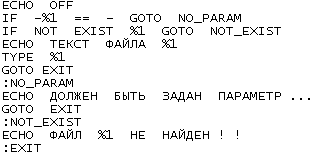 ECHO OFF
IF -%1 == - GOTO NO_PARAM
IF NOT EXIST %1 GOTO NOT_EXIST
ECHO ТЕКСТ ФАЙЛА %1
TYPE %1
GOTO EXIT
:NO_PARAM
ECHO ДОЛЖЕН БЫТЬ ЗАДАН ПАРАМЕТР ...
GOTO EXIT
:NOT_EXIST
ECHO ФАЙЛ %1 НЕ НАЙДЕН ! !
:EXIT